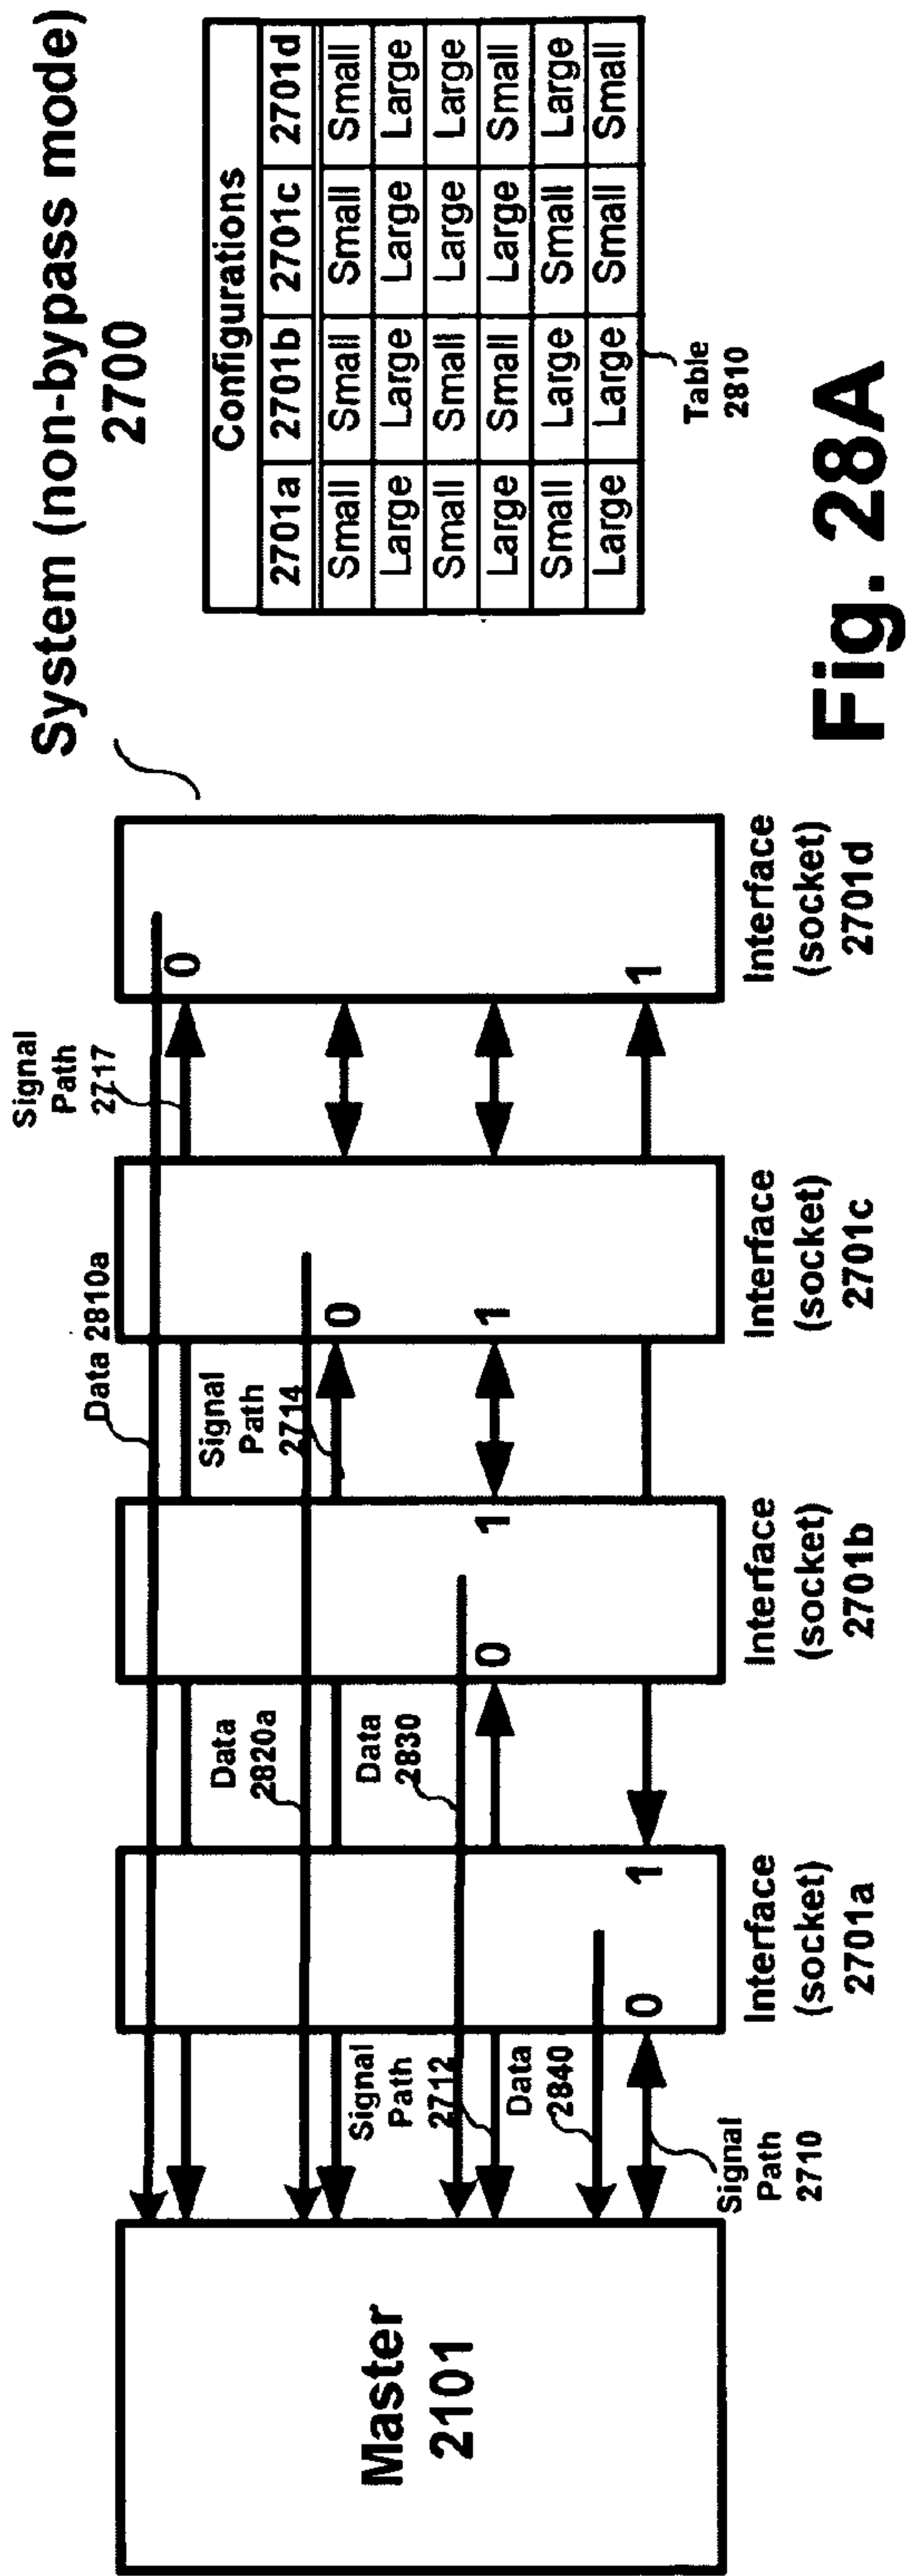 System (non-bypass mode)
2700
Signal
Path
2717
Data 2810a
Signal
Path
2714
Data
2820a
Data
2830
Signal
Path
2712
Data
2840
Signal
Path
2710
Master
2101
0
1
0
1
0
1
0
1
Interface
(socket)
2701a
Interface
(socket)
2701b
Interface
(socket)
2701c
Interface
(socket)
2701d
Configurations
2701a 2701b 2701c 2701d
Small Small Small Small
Large Large Large Large
Small Small Large Large
Large Small Large Small
Small Large Small Large
Large Large Small Small
Table
2810
Fig. 28A